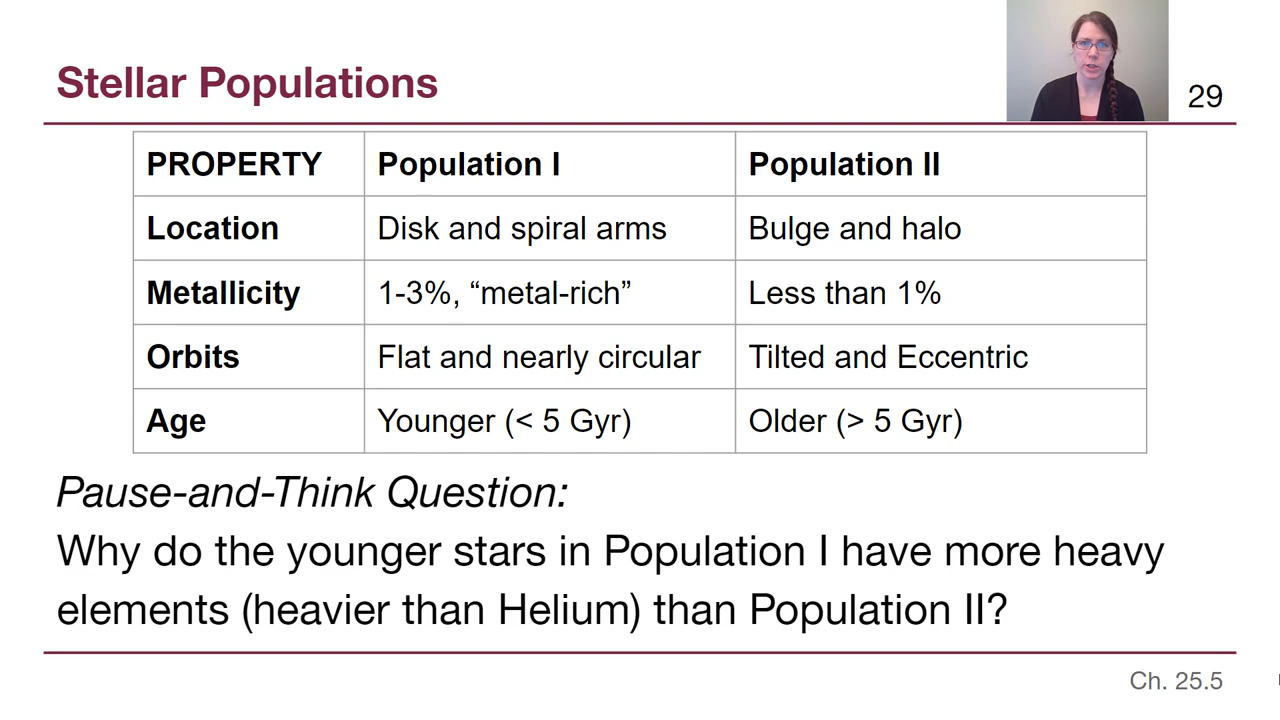 Stellar Populations
29
PROPERTY Population I Population II
Location Disk and spiral arms Bulge and halo
Metallicity 1-3%, “metal-rich” Less than 1%
Orbits Flat and nearly circular Tilted and Eccentric
Age Younger (< 5 Gyr) Older (> 5 Gyr)
Pause-and-Think Question:
Why do the younger stars in Population I have more heavy
elements (heavier than Helium) than Population II?
Ch. 25.5